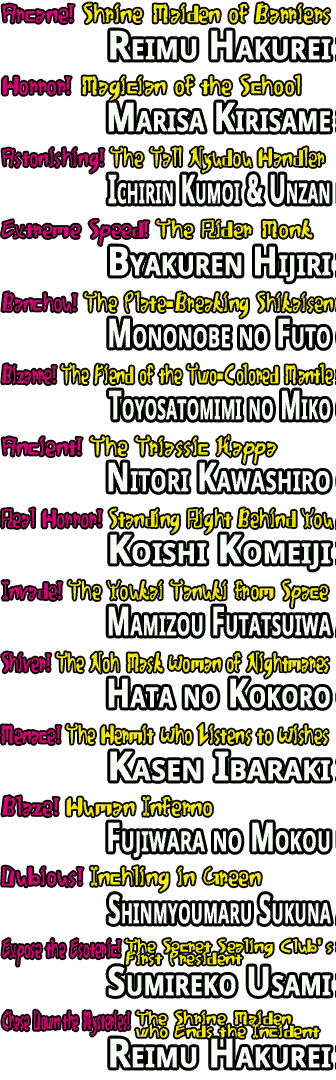 Arcane! Shrine Maiden of Barriers
REIMU HAKUREI
Horror! Magician of the School
MARISA KIRISAME
Astonishing! The Tall Nyudou Handler
ICHIRIN KUMOI & UNZAN
Extreme Speed! The Rider Monk
BYAKUREN HIJIRI
Banchou! The Plate-Breaking Shikaisen
MONONOBE NO FUTO
Bizarre! The Fiend of the Two-Colored Mantle
TOYOSATOMIMI NO MIKO
Ancient! The Triassic Kappa
NITORI KAWASHIRO
Real Horror! Standing Right Behind You
KOISHI KOMEIJI
Invade! The Youkai Tanuki from Space
MAMIZOU FUTATSUIWA
Shiver! The Noh Mask Woman of Nightmares
HATA NO KOKORO
Menace! The Hermit Who Listens to Wishes
KASEN IBARAKI
Blaze! Human Inferno
FUJIWARA NO MOKOU
Dubious! Inchling in Green
SHINMYOUMARU SUKUNA
Expose the Esoteric! The Secret Sealing Club's
First President
SUMIREKO USAMI
Chase Down the Mysteries! The Shrine Maiden
Who Ends the Incident
REIMU HAKUREI